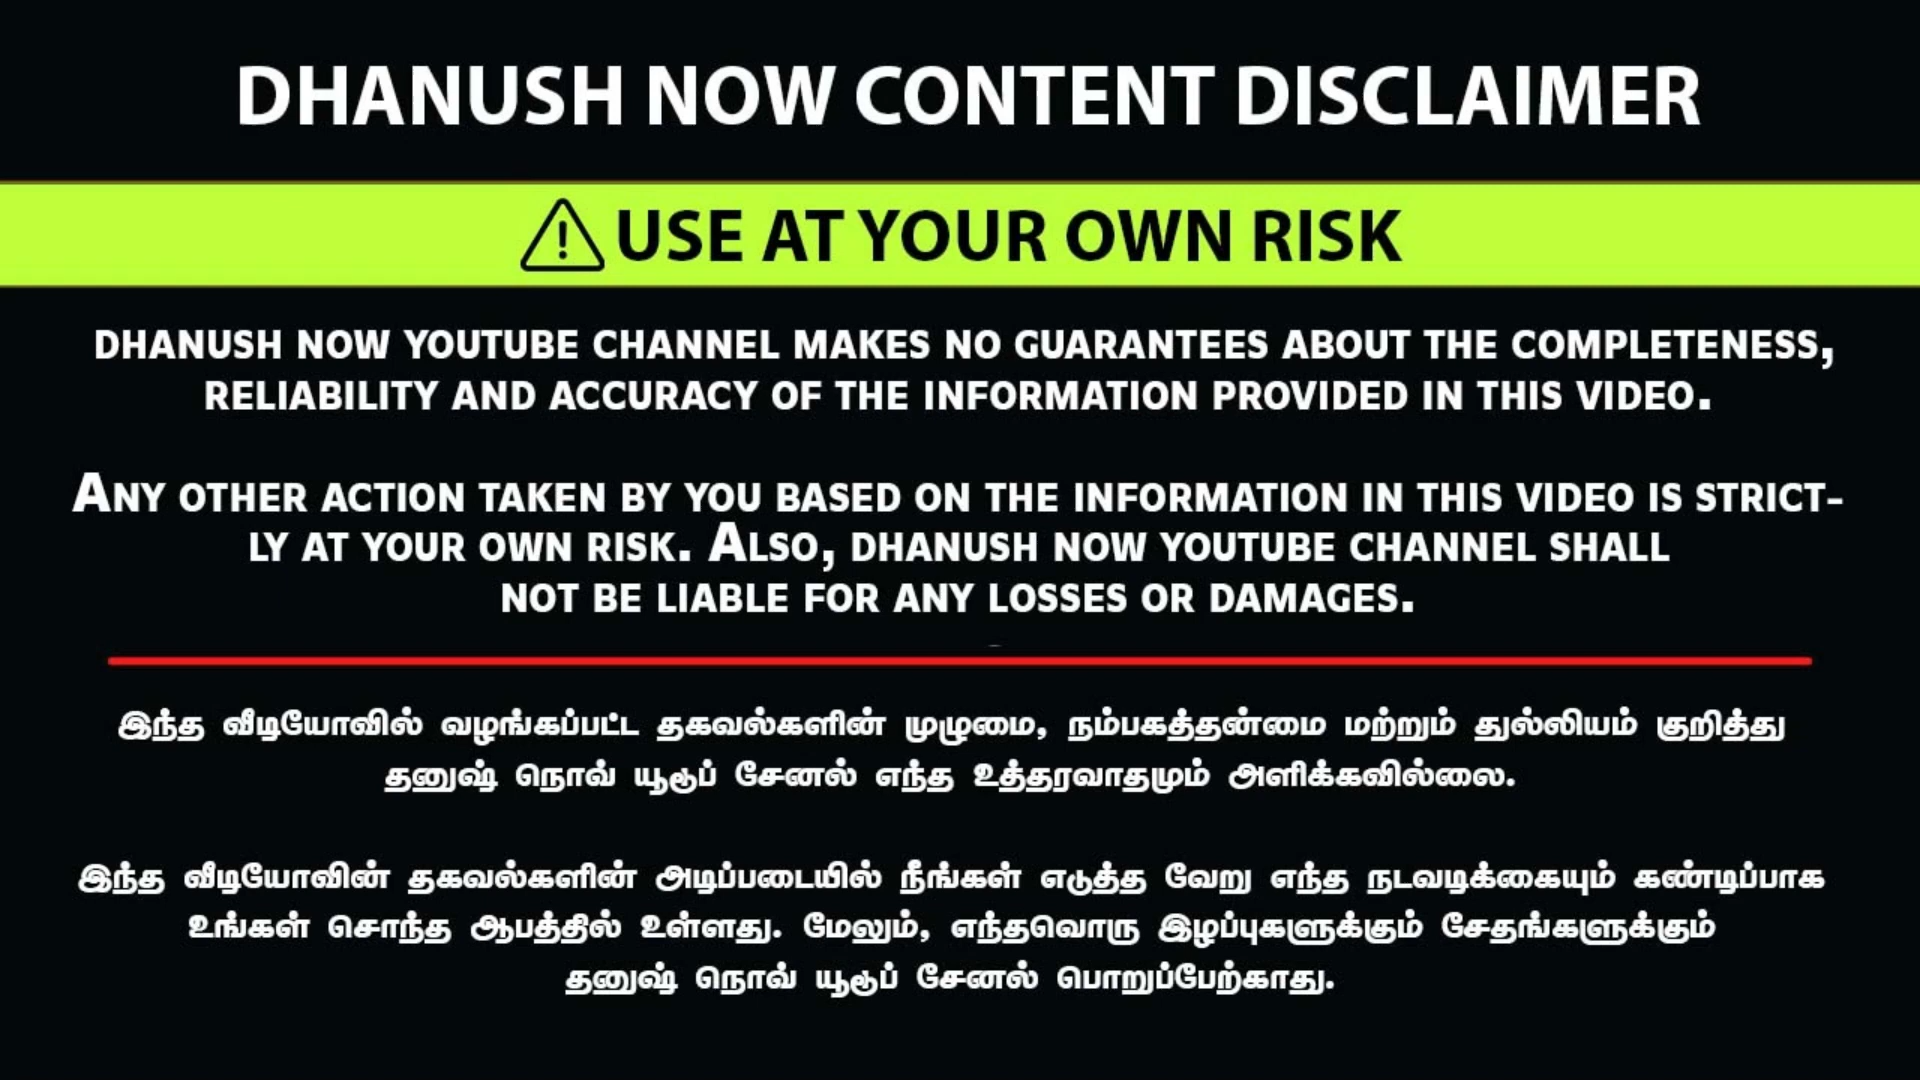 DHANUSH NOW CONTENT DISCLAIMER
USE AT YOUR OWN RISK
DHANUSH NOW YOUTUBE CHANNEL MAKES NO GUARANTEES ABOUT THE COMPLETENESS,
RELIABILITY AND ACCURACY OF THE INFORMATION PROVIDED IN THIS VIDEO.
ANY OTHER ACTION TAKEN BY YOU BASED ON THE INFORMATION IN THIS VIDEO IS STRICT-
LY AT YOUR OWN RISK. ALSO, DHANUSH NOW YOUTUBE CHANNEL SHALL
NOT BE LIABLE FOR ANY LOSSES OR DAMAGES.
இந்த வீடியோவில் வழங்கப்பட்ட தகவல்களின் முழுமை, நம்பகத்தன்மை மற்றும் துல்லியம் குறித்து
தனுஷ் நொவ் யூடூப் சேனல் எந்த உத்தரவாதமும் அளிக்கவில்லை.
இந்த வீடியோவின் தகவல்களின் அடிப்படையில் நீங்கள் எடுத்த வேறு எந்த நடவடிக்கையும் கண்டிப்பாக
உங்கள் சொந்த ஆபத்தில் உள்ளது. மேலும், எந்தவொரு இழப்புகளுக்கும் சேதங்களுக்கும்
தனுஷ் நொவ் யூடூப் சேனல் பொறுப்பேற்காது.